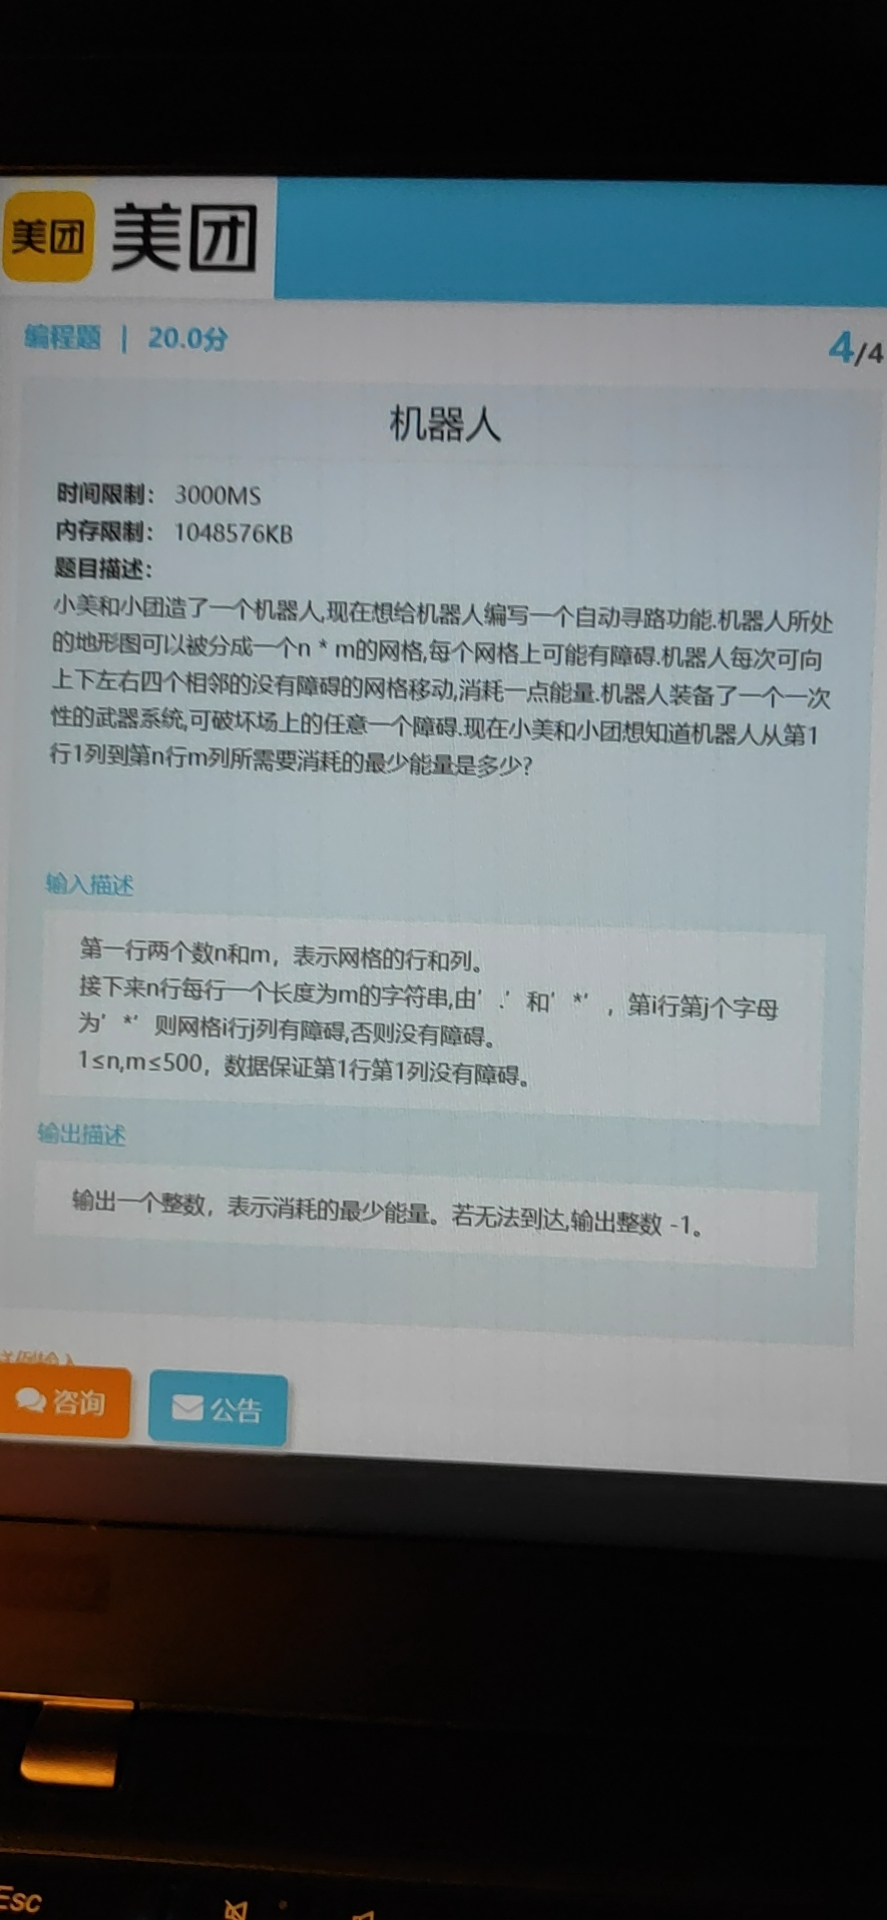 美团 美团
编程题 | 20.0分 4/4
机器人
时间限制： 3000MS
内存限制： 1048576KB
题目描述：
小美和小团造了一个机器人,现在想给机器人编写一个自动寻路功能.机器人所处
的地形图可以被分成一个n * m的网格,每个网格上可能有障碍.机器人每次可向
上下左右四个相邻的没有障碍的网格移动,消耗一点能量.机器人装备了一个一次
性的武器系统,可破坏场上的任意一个障碍.现在小美和小团想知道机器人从第1
行1列到第n行m列所需要消耗的最少能量是多少?
输入描述
第一行两个数n和m，表示网格的行和列。
接下来n行每行一个长度为m的字符串,由’ .’ 和’ *’ ，第i行第j个字母
为’ *’ 则网格i行j列有障碍,否则没有障碍。
1≤n,m≤500，数据保证第1行第1列没有障碍。
输出描述
输出一个整数，表示消耗的最少能量。若无法到达,输出整数 -1。
样例输入
咨询 公告
Esc